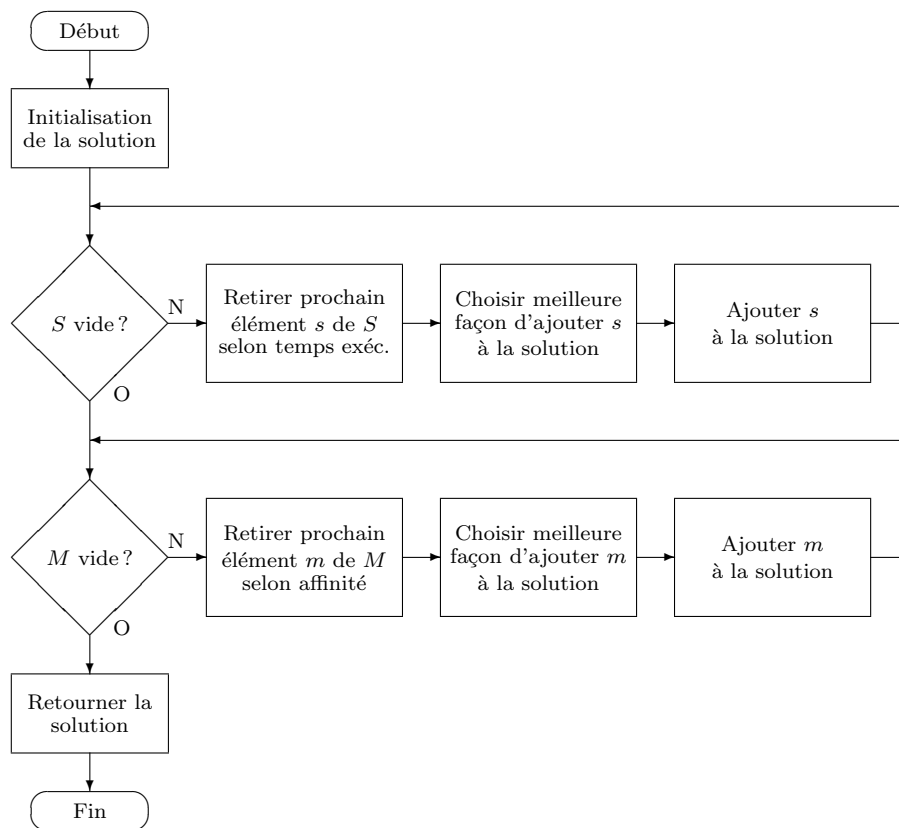 Début
Initialisation
de la solution
S vide ?
N
O
Retirer prochain
élément s de S
selon temps exéc.
Choisir meilleure
façon d'ajouter s
à la solution
Ajouter s
à la solution
M vide ?
N
O
Retirer prochain
élément m de M
selon affinité
Choisir meilleure
façon d'ajouter m
à la solution
Ajouter m
à la solution
Retourner la
solution
Fin